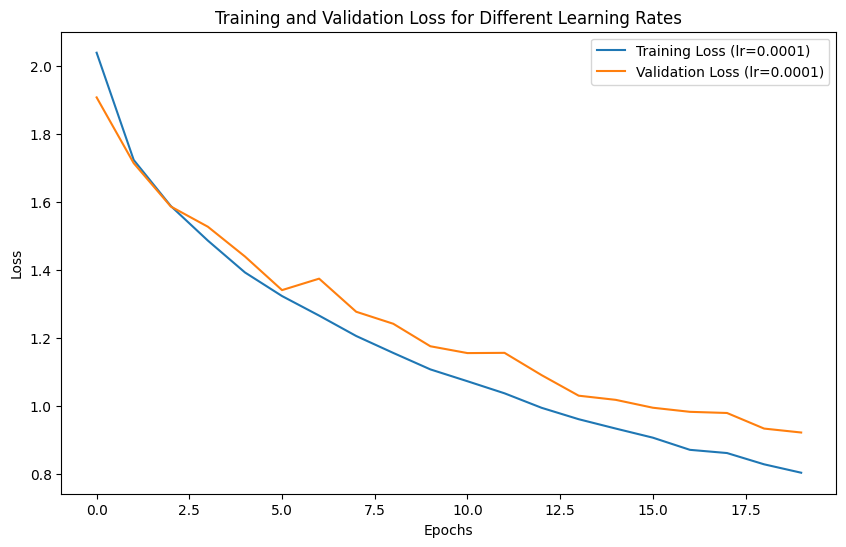 Training and Validation Loss for Different Learning Rates
Training Loss (lr=0.0001)
Validation Loss (lr=0.0001)
Loss
2.0
1.8
1.6
1.4
1.2
1.0
0.8
0.0 2.5 5.0 7.5 10.0 12.5 15.0 17.5
Epochs